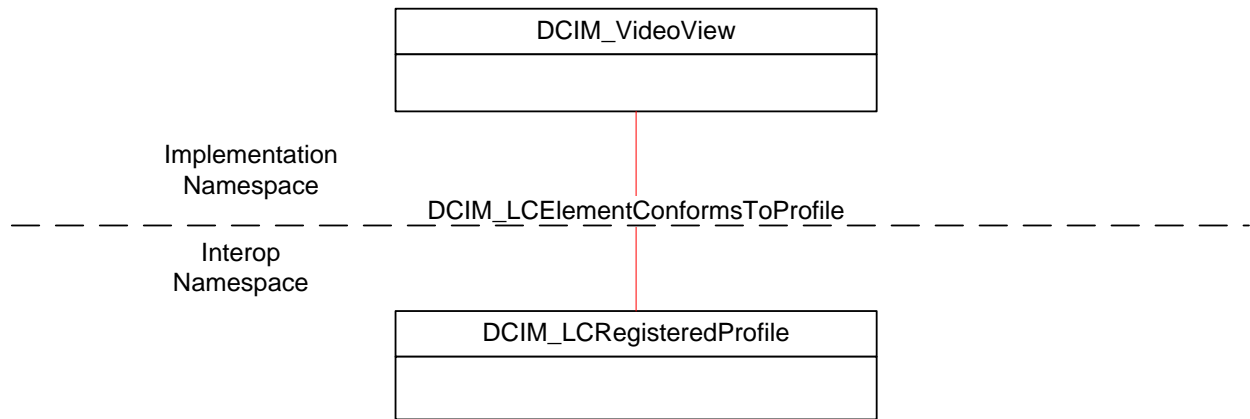 DCIM_VideoView
Implementation
Namespace
DCIM_LCElementConformsToProfile
Interop
Namespace
DCIM_LCRegisteredProfile